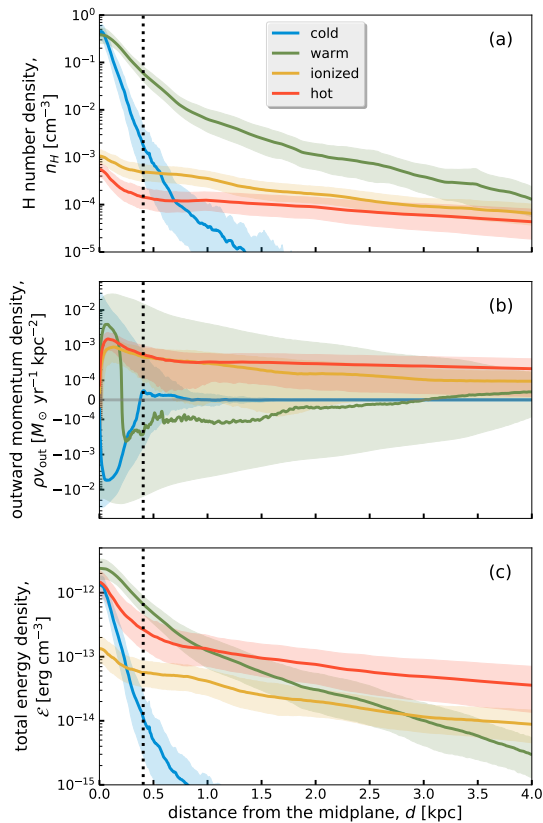 (a)
cold
warm
ionized
hot
H number density,
n_H [cm⁻³]
10⁰
10⁻¹
10⁻²
10⁻³
10⁻⁴
10⁻⁵
(b)
outward momentum density,
ρv_out [M_⊙ yr⁻¹ kpc⁻²]
10⁻²
10⁻³
10⁻⁴
0
−10⁻⁴
−10⁻³
−10⁻²
(c)
total energy density,
ℰ [erg cm⁻³]
10⁻¹²
10⁻¹³
10⁻¹⁴
10⁻¹⁵
0.0 0.5 1.0 1.5 2.0 2.5 3.0 3.5 4.0
distance from the midplane, d [kpc]